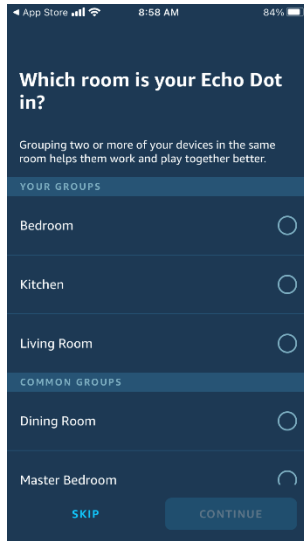 App Store
8:58 AM
84%
Which room is your Echo Dot
in?
Grouping two or more of your devices in the same
room helps them work and play together better.
YOUR GROUPS
Bedroom
Kitchen
Living Room
COMMON GROUPS
Dining Room
Master Bedroom
SKIP
CONTINUE